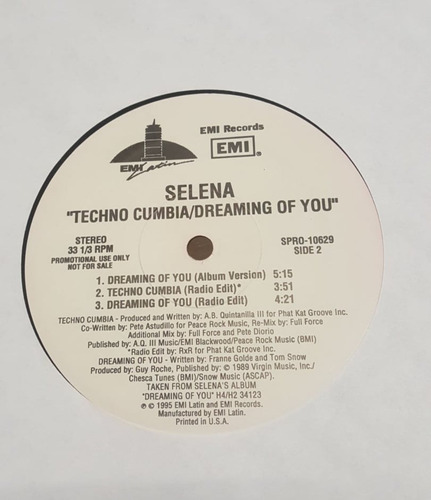 EMI Records
EMI Latin
EMI®
SELENA
"TECHNO CUMBIA/DREAMING OF YOU"
STEREO
33 1/3 RPM
PROMOTIONAL USE ONLY
NOT FOR SALE
SPRO-10629
SIDE 2
1. DREAMING OF YOU (Album Version) 5:15
2. TECHNO CUMBIA (Radio Edit)* 3:51
3. DREAMING OF YOU (Radio Edit) 4:21
TECHNO CUMBIA - Produced and Written by: A.B. Quintanilla III for Phat Kat Groove Inc.
Co-Written by: Pete Astudillo for Peace Rock Music, Re-Mix by: Full Force
Additional Mix by: Full Force and Pete Diorio
Published by: A.Q. III Music/EMI Blackwood/Peace Rock Music (BMI)
*Radio Edit by: RxR for Phat Kat Groove Inc.
DREAMING OF YOU - Written by: Franne Golde and Tom Snow
Produced by: Guy Roche, Published by: © 1989 Virgin Music, Inc./
Chesca Tunes (BMI)/Snow Music (ASCAP).
TAKEN FROM SELENA'S ALBUM
"DREAMING OF YOU" H4/H2 34123
℗ © 1995 EMI Latin and EMI Records.
Manufactured by EMI Latin.
Printed in U.S.A.